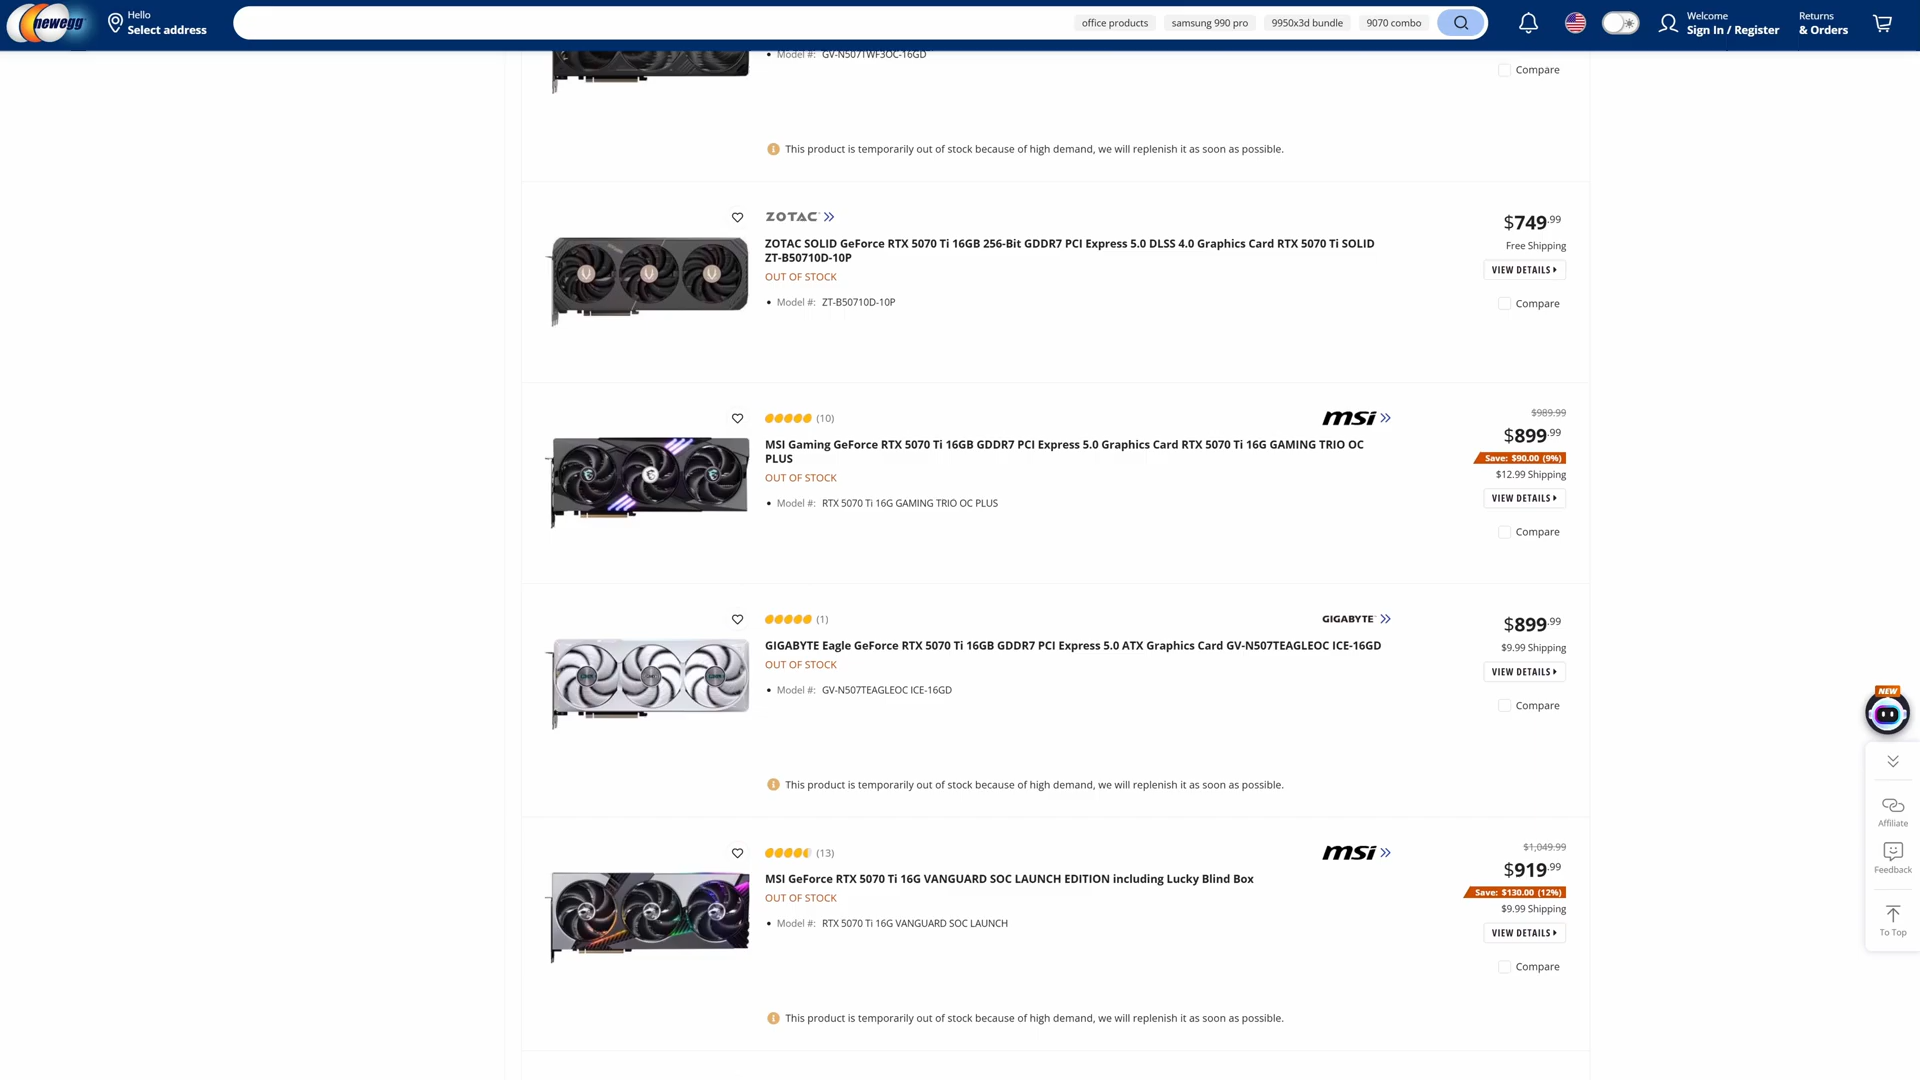 newegg
Hello
Select address
office products
samsung 990 pro
9950x3d bundle
9070 combo
Welcome
Sign In / Register
Returns
& Orders
Model #: GV-N507TWF3OC-16GD
Compare
This product is temporarily out of stock because of high demand, we will replenish it as soon as possible.
ZOTAC
ZOTAC SOLID GeForce RTX 5070 Ti 16GB 256-Bit GDDR7 PCI Express 5.0 DLSS 4.0 Graphics Card RTX 5070 Ti SOLID
ZT-B50710D-10P
OUT OF STOCK
Model #: ZT-B50710D-10P
$749.99
Free Shipping
VIEW DETAILS
Compare
(10)
msi
MSI Gaming GeForce RTX 5070 Ti 16GB GDDR7 PCI Express 5.0 Graphics Card RTX 5070 Ti 16G GAMING TRIO OC
PLUS
OUT OF STOCK
Model #: RTX 5070 Ti 16G GAMING TRIO OC PLUS
$989.99
$899.99
Save: $90.00 (9%)
$12.99 Shipping
VIEW DETAILS
Compare
(1)
GIGABYTE
GIGABYTE Eagle GeForce RTX 5070 Ti 16GB GDDR7 PCI Express 5.0 ATX Graphics Card GV-N507TEAGLEOC ICE-16GD
OUT OF STOCK
Model #: GV-N507TEAGLEOC ICE-16GD
$899.99
$9.99 Shipping
VIEW DETAILS
Compare
This product is temporarily out of stock because of high demand, we will replenish it as soon as possible.
(13)
msi
MSI GeForce RTX 5070 Ti 16G VANGUARD SOC LAUNCH EDITION including Lucky Blind Box
OUT OF STOCK
Model #: RTX 5070 Ti 16G VANGUARD SOC LAUNCH
$1,049.99
$919.99
Save: $130.00 (12%)
$9.99 Shipping
VIEW DETAILS
Compare
This product is temporarily out of stock because of high demand, we will replenish it as soon as possible.
NEW
Affiliate
Feedback
To Top